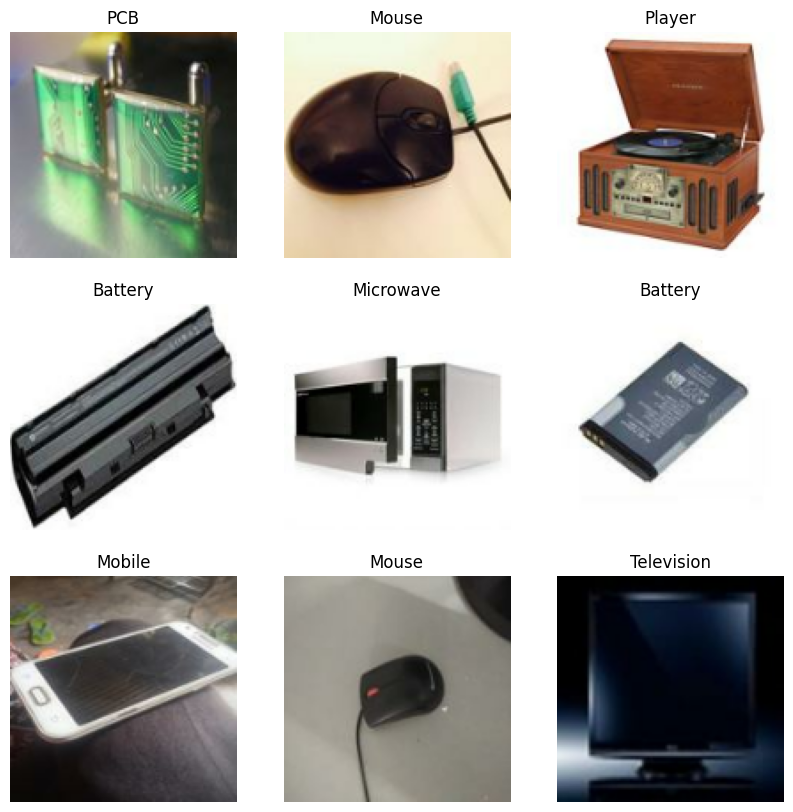 PCB
Mouse
Player
Battery
Microwave
Battery
Mobile
Mouse
Television